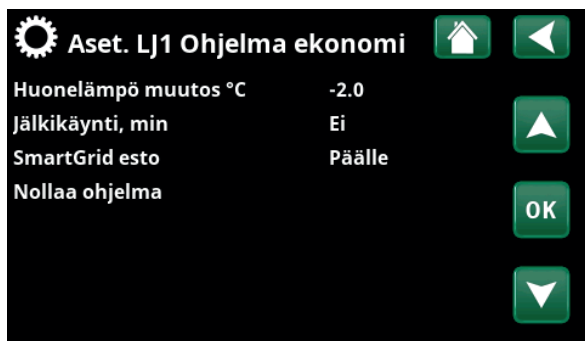 Aset. LJ1 Ohjelma ekonomi
Huonelämpö muutos °C -2.0
Jälkikäynti, min Ei
SmartGrid esto Päälle
Nollaa ohjelma
OK